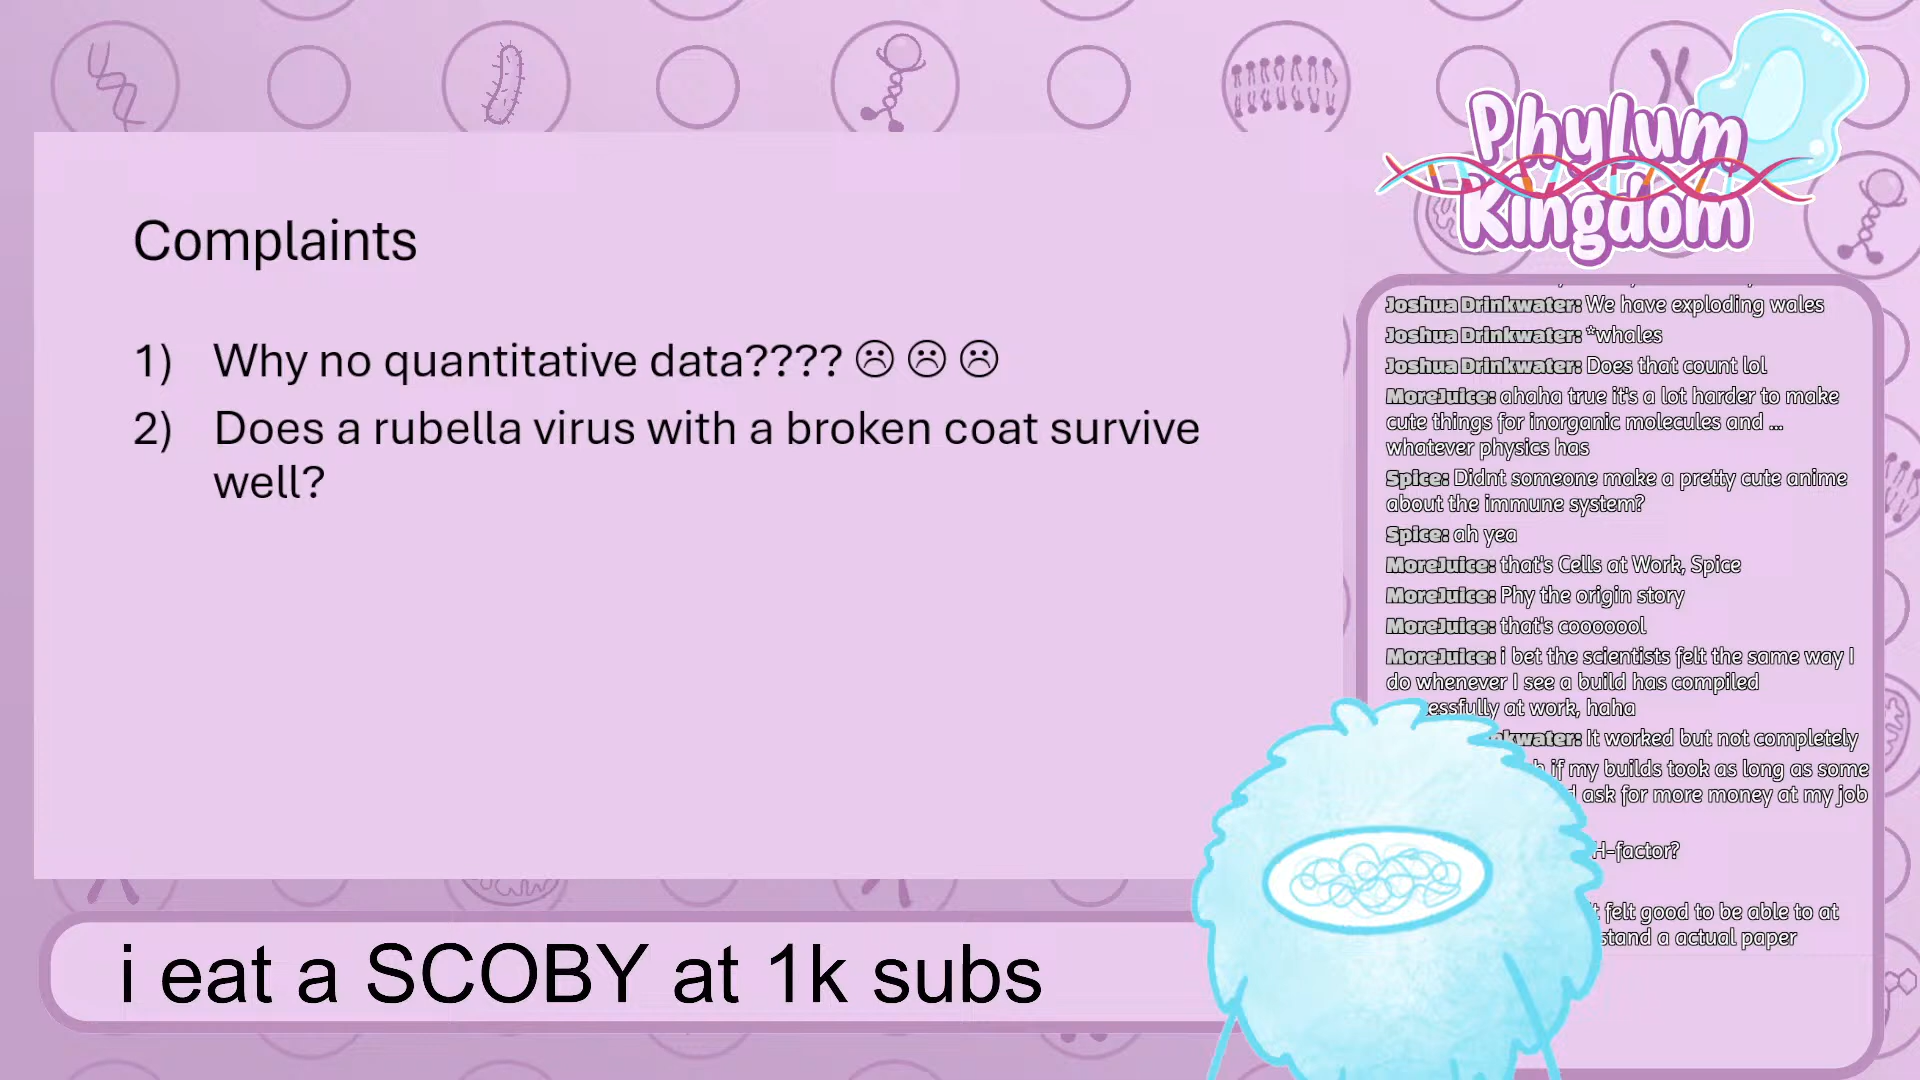 Phylum
Kingdom
Complaints
1) Why no quantitative data???? ☹ ☹ ☹
2) Does a rubella virus with a broken coat survive
well?
Joshua Drinkwater: We have exploding wales
Joshua Drinkwater: *whales
Joshua Drinkwater: Does that count lol
MoreJuice: ahaha true it's a lot harder to make
cute things for inorganic molecules and ...
whatever physics has
Spice: Didnt someone make a pretty cute anime
about the immune system?
Spice: ah yea
MoreJuice: that's Cells at Work, Spice
MoreJuice: Phy the origin story
MoreJuice: that's cooooool
MoreJuice: i bet the scientists felt the same way I
do whenever I see a build has compiled
essfully at work, haha
kwater: It worked but not completely
if my builds took as long as some
ask for more money at my job
H-factor?
felt good to be able to at
stand a actual paper
i eat a SCOBY at 1k subs